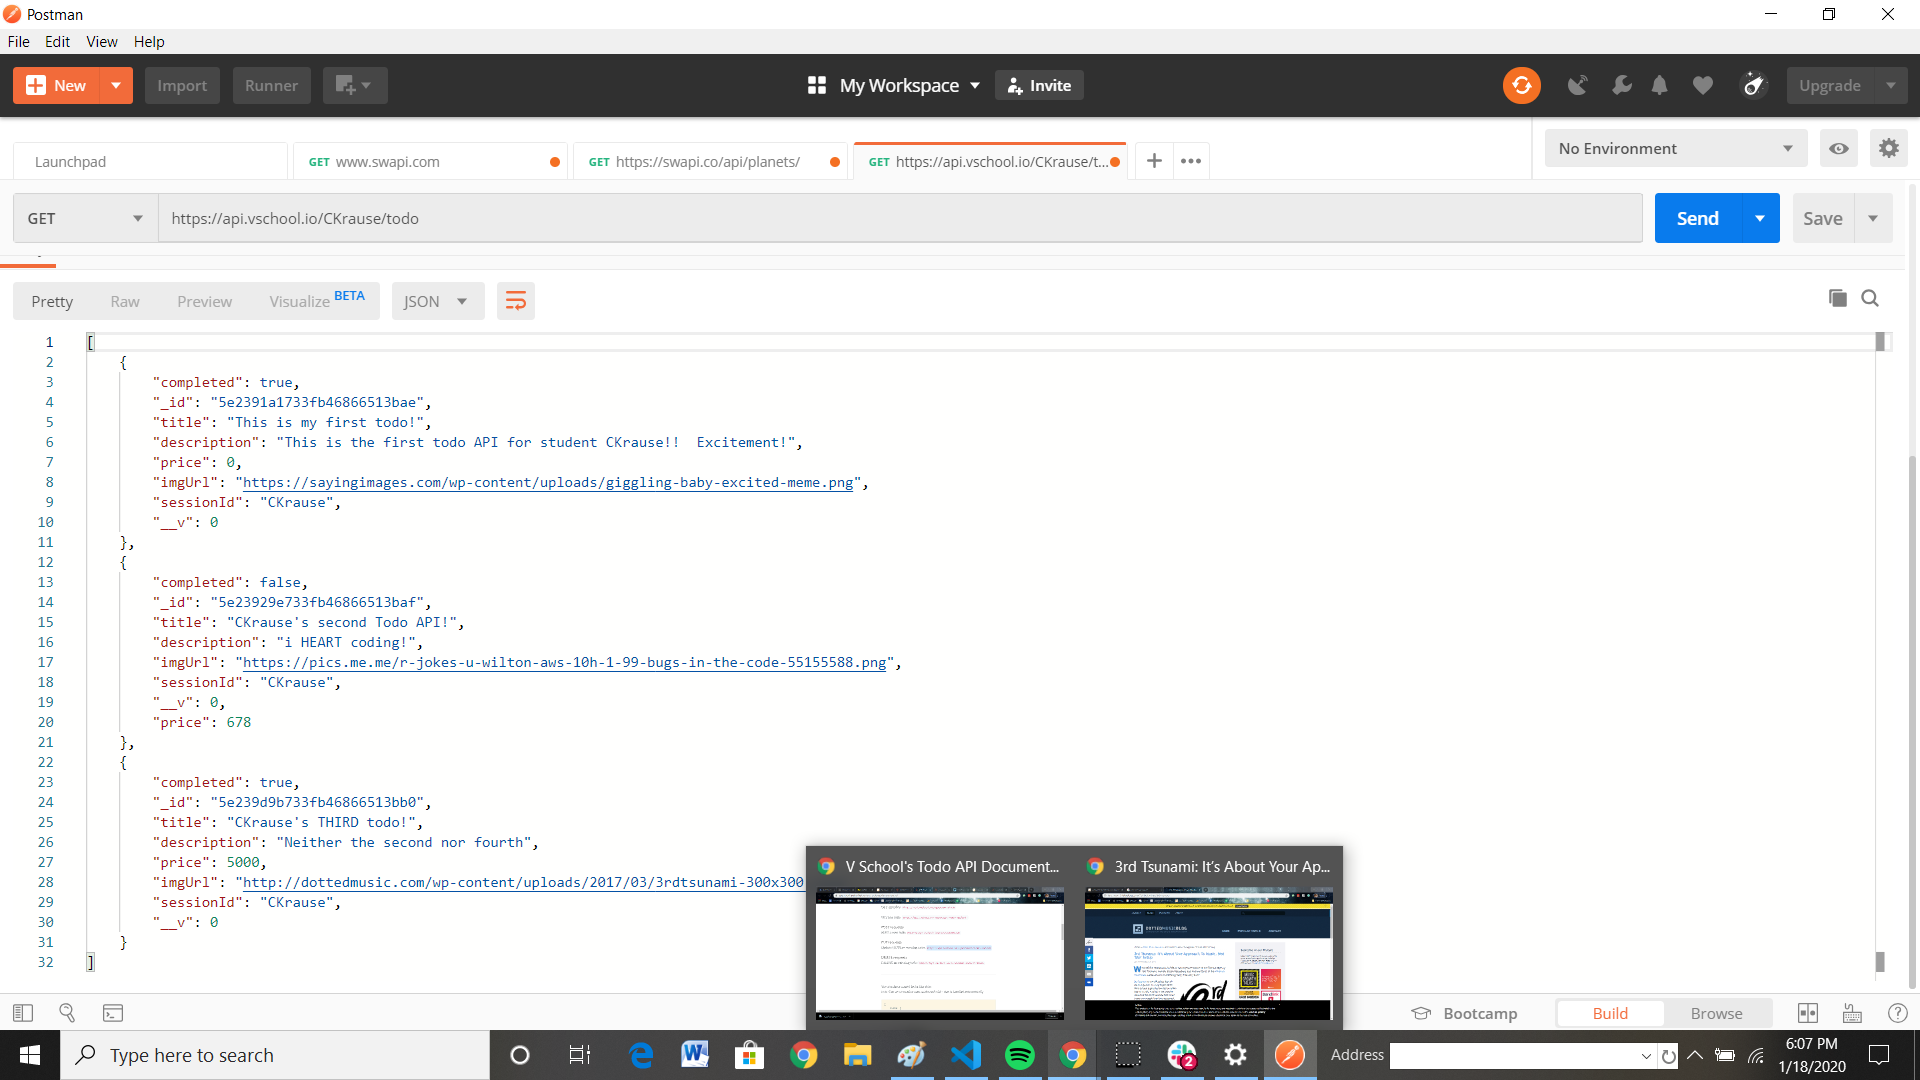 Postman
File Edit View Help
New Import Runner My Workspace Invite Upgrade
Launchpad GET www.swapi.com GET https://swapi.co/api/planets/ GET https://api.vschool.io/CKrause/t... No Environment
GET https://api.vschool.io/CKrause/todo Send Save
Pretty Raw Preview Visualize BETA JSON
1 [
2 {
3 "completed": true,
4 "_id": "5e2391a1733fb46866513bae",
5 "title": "This is my first todo!",
6 "description": "This is the first todo API for student CKrause!!  Excitement!",
7 "price": 0,
8 "imgUrl": "https://sayingimages.com/wp-content/uploads/giggling-baby-excited-meme.png",
9 "sessionId": "CKrause",
10 "__v": 0
11 },
12 {
13 "completed": false,
14 "_id": "5e23929e733fb46866513baf",
15 "title": "CKrause's second Todo API!",
16 "description": "i HEART coding!",
17 "imgUrl": "https://pics.me.me/r-jokes-u-wilton-aws-10h-1-99-bugs-in-the-code-55155588.png",
18 "sessionId": "CKrause",
19 "__v": 0,
20 "price": 678
21 },
22 {
23 "completed": true,
24 "_id": "5e239d9b733fb46866513bb0",
25 "title": "CKrause's THIRD todo!",
26 "description": "Neither the second nor fourth",
27 "price": 5000,
28 "imgUrl": "http://dottedmusic.com/wp-content/uploads/2017/03/3rdtsunami-300x300
29 "sessionId": "CKrause",
30 "__v": 0
31 }
32 ]
V School's Todo API Document... 3rd Tsunami: It's About Your Ap...
Bootcamp Build Browse
Type here to search
Address
2
6:07 PM
1/18/2020